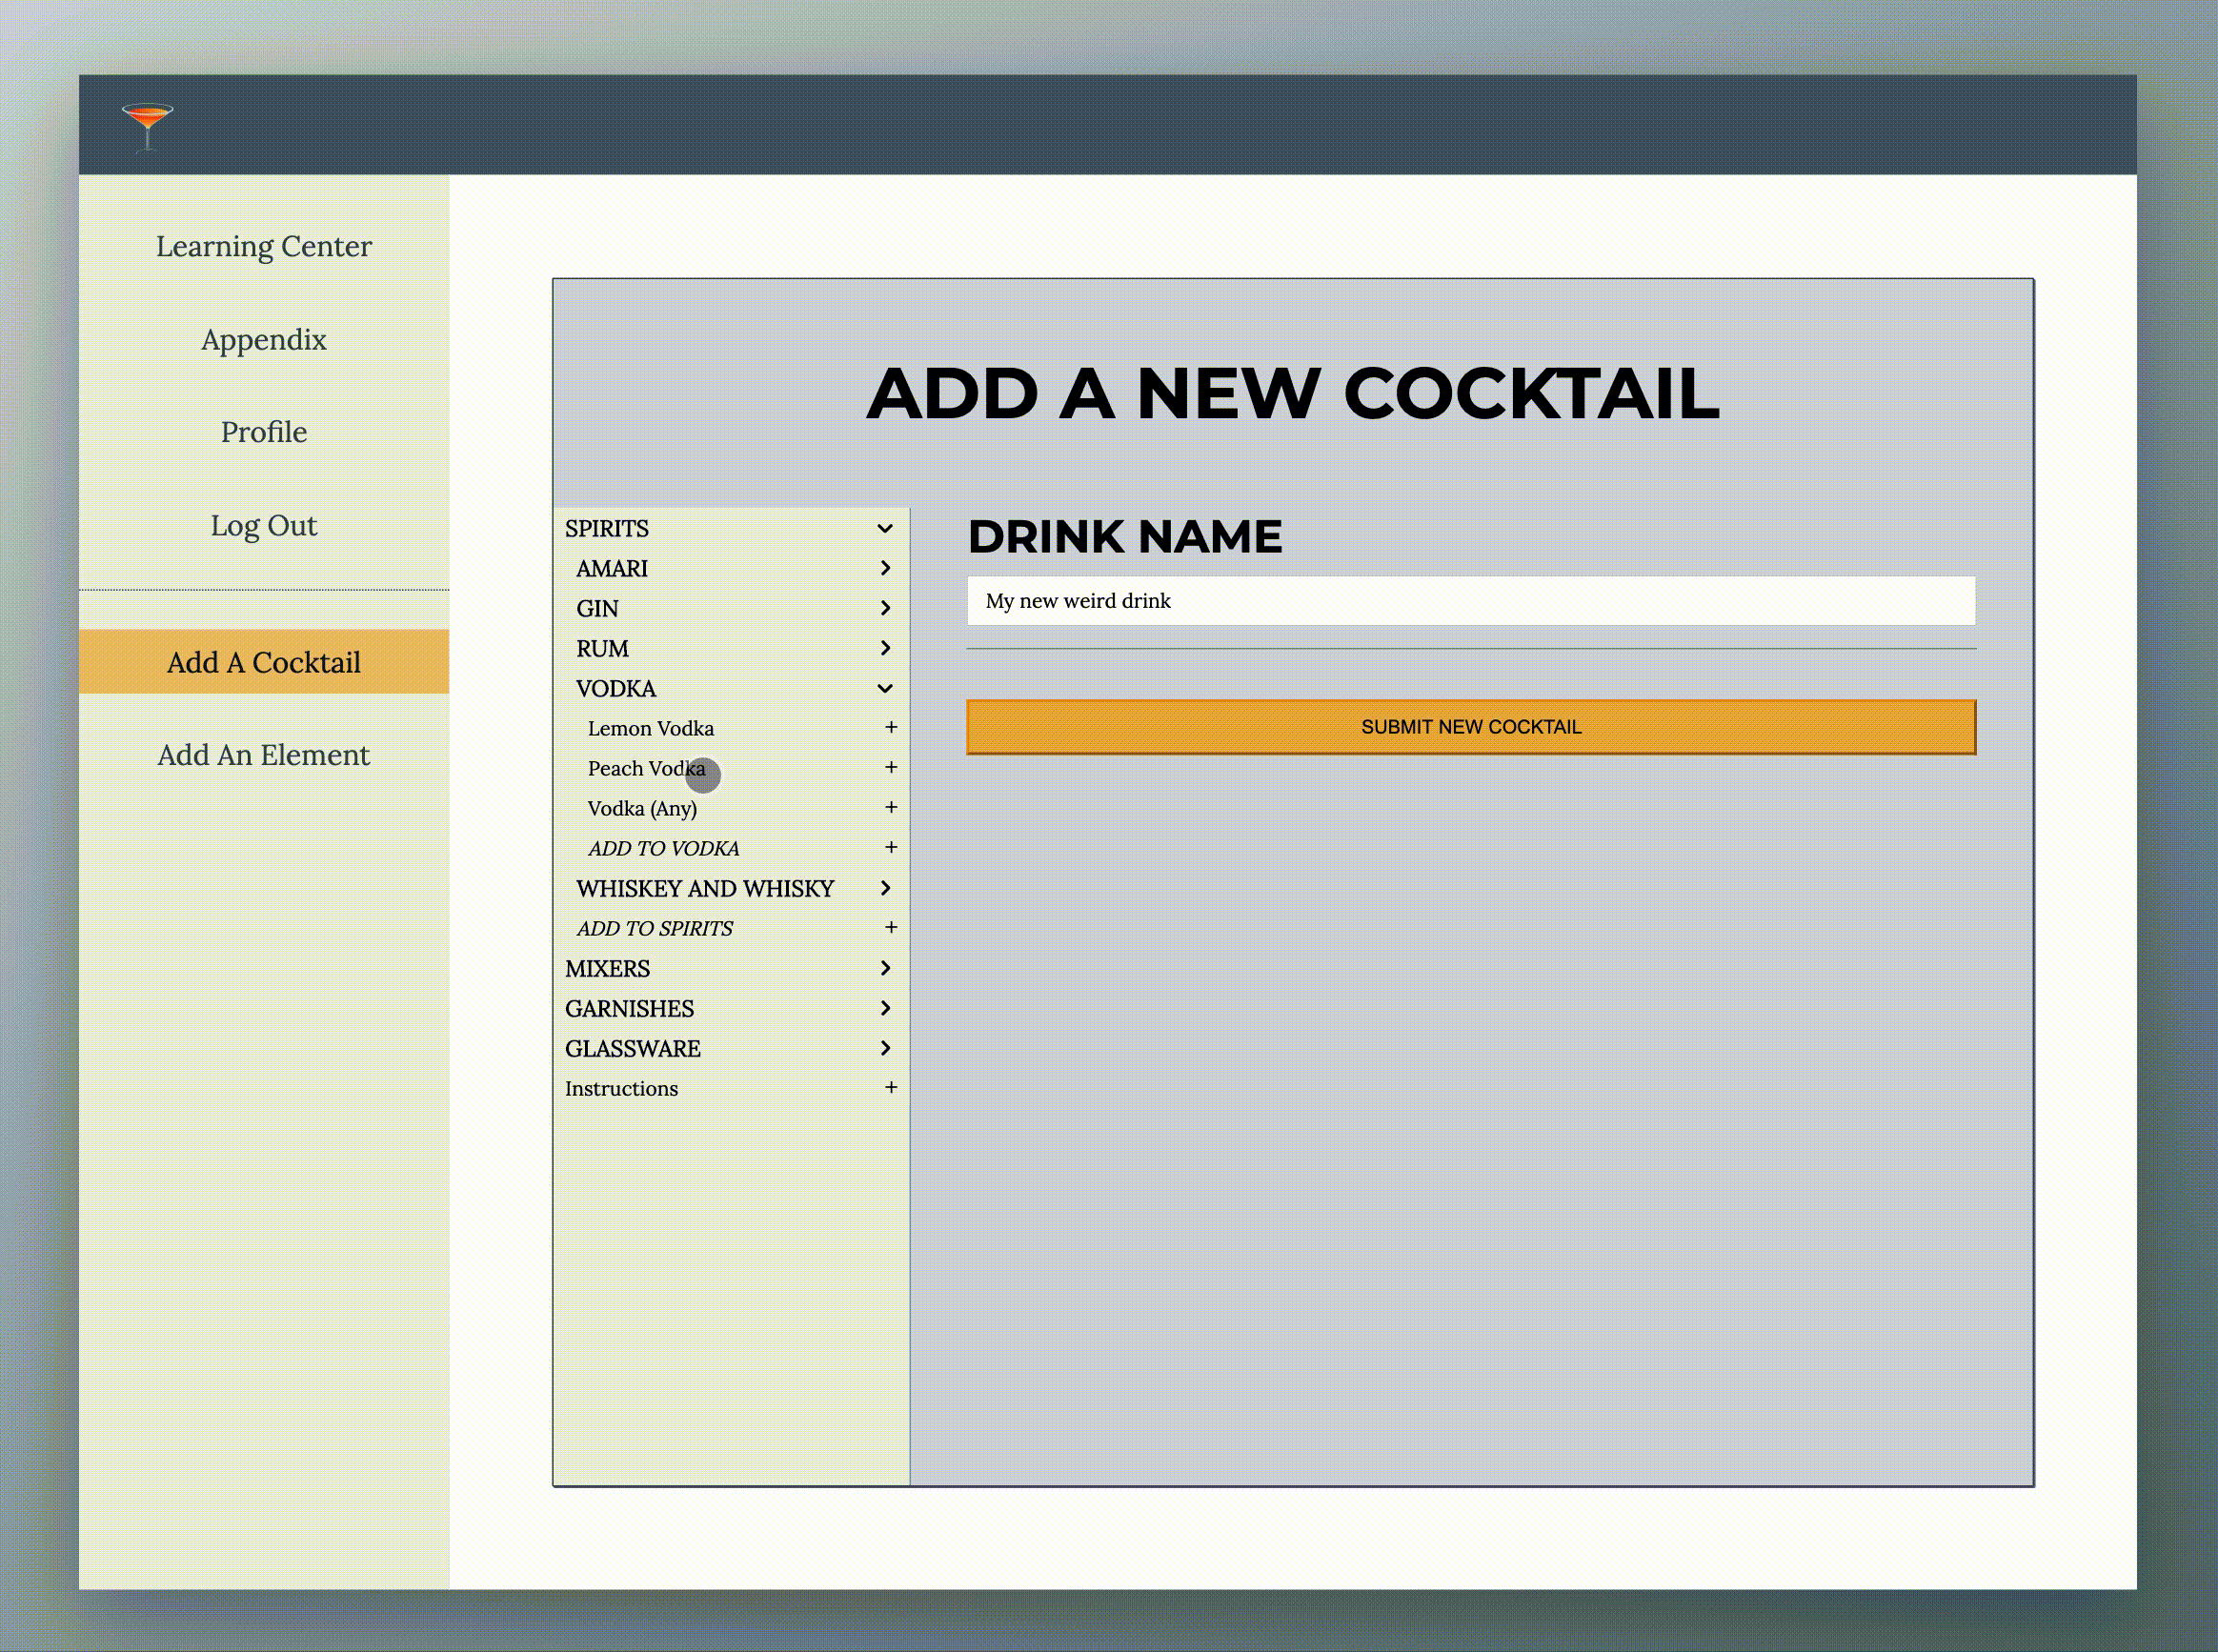 Learning Center
Appendix
Profile
Log Out
Add A Cocktail
Add An Element
ADD A NEW COCKTAIL
SPIRITS
AMARI
GIN
RUM
VODKA
Lemon Vodka +
Peach Vodka +
Vodka (Any) +
ADD TO VODKA +
WHISKEY AND WHISKY
ADD TO SPIRITS +
MIXERS
GARNISHES
GLASSWARE
Instructions +
DRINK NAME
My new weird drink
SUBMIT NEW COCKTAIL